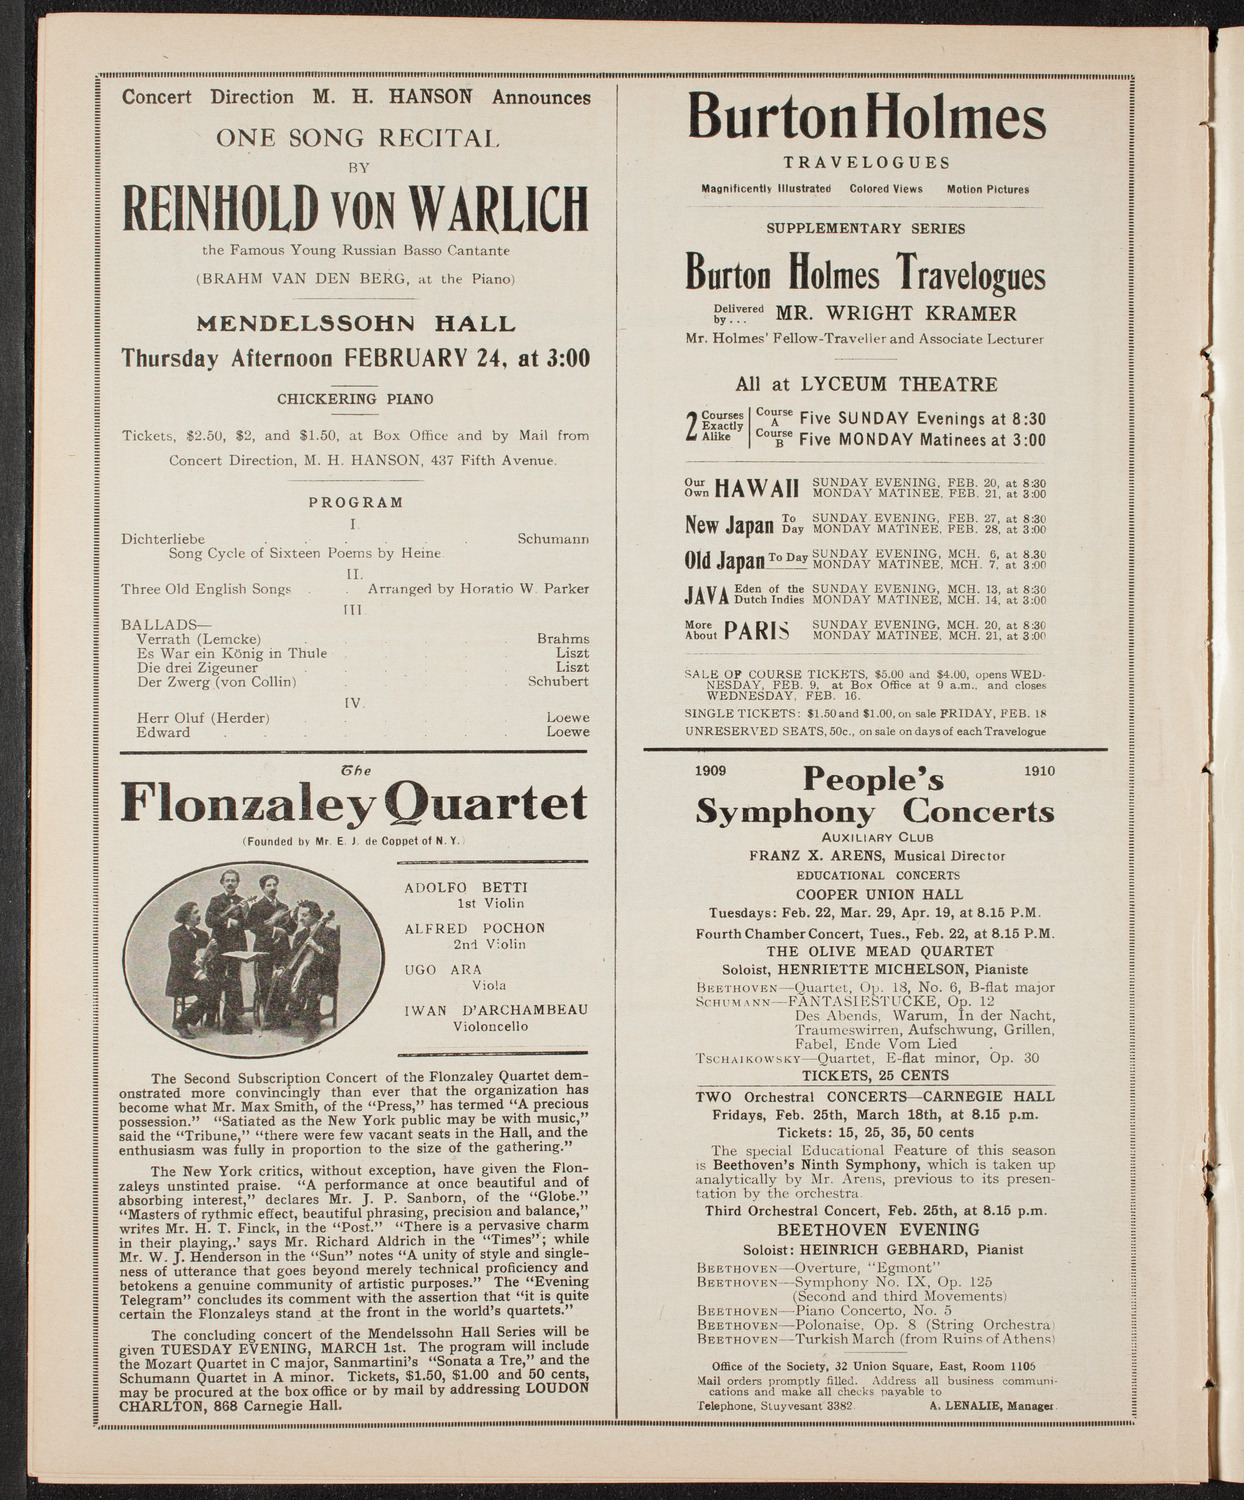 Concert Direction M. H. HANSON Announces
ONE SONG RECITAL
BY
REINHOLD VON WARLICH
the Famous Young Russian Basso Cantante
(BRAHM VAN DEN BERG, at the Piano)
MENDELSSOHN HALL
Thursday Afternoon FEBRUARY 24, at 3:00
CHICKERING PIANO
Tickets, $2.50, $2, and $1.50, at Box Office and by Mail from
Concert Direction, M. H. HANSON, 437 Fifth Avenue.
PROGRAM
I.
Dichterliebe . . . . . . Schumann
Song Cycle of Sixteen Poems by Heine.
II.
Three Old English Songs . . Arranged by Horatio W. Parker
III.
BALLADS—
Verrath (Lemcke) . . . . Brahms
Es War ein König in Thule . . . Liszt
Die drei Zigeuner . . . . Liszt
Der Zwerg (von Collin) . . . . Schubert
IV.
Herr Oluf (Herder) . . . . Loewe
Edward . . . . . Loewe
The
Flonzaley Quartet
(Founded by Mr. E. J. de Coppet of N. Y.)
ADOLFO BETTI
1st Violin
ALFRED POCHON
2nd Violin
UGO ARA
Viola
IWAN D'ARCHAMBEAU
Violoncello
The Second Subscription Concert of the Flonzaley Quartet dem-
onstrated more convincingly than ever that the organization has
become what Mr. Max Smith, of the "Press," has termed "A precious
possession." "Satiated as the New York public may be with music,"
said the "Tribune," "there were few vacant seats in the Hall, and the
enthusiasm was fully in proportion to the size of the gathering."
The New York critics, without exception, have given the Flon-
zaleys unstinted praise. "A performance at once beautiful and of
absorbing interest," declares Mr. J. P. Sanborn, of the "Globe."
"Masters of rythmic effect, beautiful phrasing, precision and balance,"
writes Mr. H. T. Finck, in the "Post." "There is a pervasive charm
in their playing,.' says Mr. Richard Aldrich in the "Times"; while
Mr. W. J. Henderson in the "Sun" notes "A unity of style and single-
ness of utterance that goes beyond merely technical proficiency and
betokens a genuine community of artistic purposes." The "Evening
Telegram" concludes its comment with the assertion that "it is quite
certain the Flonzaleys stand at the front in the world's quartets."
The concluding concert of the Mendelssohn Hall Series will be
given TUESDAY EVENING, MARCH 1st. The program will include
the Mozart Quartet in C major, Sanmartini's "Sonata a Tre," and the
Schumann Quartet in A minor. Tickets, $1.50, $1.00 and 50 cents,
may be procured at the box office or by mail by addressing LOUDON
CHARLTON, 868 Carnegie Hall.
Burton Holmes
TRAVELOGUES
Magnificently Illustrated Colored Views Motion Pictures
SUPPLEMENTARY SERIES
Burton Holmes Travelogues
Delivered by... MR. WRIGHT KRAMER
Mr. Holmes' Fellow-Traveller and Associate Lecturer
All at LYCEUM THEATRE
2 Courses Exactly Alike
Course A Five SUNDAY Evenings at 8:30
Course B Five MONDAY Matinees at 3:00
Our Own HAWAII SUNDAY EVENING, FEB. 20, at 8:30
MONDAY MATINEE, FEB. 21, at 3:00
New Japan To Day SUNDAY EVENING, FEB. 27, at 8:30
MONDAY MATINEE, FEB. 28, at 3:00
Old Japan To Day SUNDAY EVENING, MCH. 6, at 8.30
MONDAY MATINEE, MCH. 7, at 3:00
JAVA Eden of the Dutch Indies SUNDAY EVENING, MCH. 13, at 8:30
MONDAY MATINEE, MCH. 14, at 3:00
More About PARIS SUNDAY EVENING, MCH. 20, at 8:30
MONDAY MATINEE, MCH. 21, at 3:00
SALE OF COURSE TICKETS, $5.00 and $4.00, opens WED-
NESDAY, FEB. 9, at Box Office at 9 a.m., and closes
WEDNESDAY, FEB. 16.
SINGLE TICKETS: $1.50 and $1.00, on sale FRIDAY, FEB. 18
UNRESERVED SEATS, 50c., on sale on days of each Travelogue
1909 People's 1910
Symphony Concerts
AUXILIARY CLUB
FRANZ X. ARENS, Musical Director
EDUCATIONAL CONCERTS
COOPER UNION HALL
Tuesdays: Feb. 22, Mar. 29, Apr. 19, at 8.15 P.M.
Fourth Chamber Concert, Tues., Feb. 22, at 8.15 P.M.
THE OLIVE MEAD QUARTET
Soloist, HENRIETTE MICHELSON, Pianiste
BEETHOVEN—Quartet, Op. 18, No. 6, B-flat major
SCHUMANN—FANTASIESTUCKE, Op. 12
Des Abends, Warum, In der Nacht,
Traumeswirren, Aufschwung, Grillen,
Fabel, Ende Vom Lied
TSCHAIKOWSKY—Quartet, E-flat minor, Op. 30
TICKETS, 25 CENTS
TWO Orchestral CONCERTS—CARNEGIE HALL
Fridays, Feb. 25th, March 18th, at 8.15 p.m.
Tickets: 15, 25, 35, 50 cents
The special Educational Feature of this season
is Beethoven's Ninth Symphony, which is taken up
analytically by Mr. Arens, previous to its presen-
tation by the orchestra.
Third Orchestral Concert, Feb. 25th, at 8.15 p.m.
BEETHOVEN EVENING
Soloist: HEINRICH GEBHARD, Pianist
BEETHOVEN—Overture, "Egmont"
BEETHOVEN—Symphony No. IX, Op. 125
(Second and third Movements)
BEETHOVEN—Piano Concerto, No. 5
BEETHOVEN—Polonaise, Op. 8 (String Orchestra)
BEETHOVEN—Turkish March (from Ruins of Athens)
Office of the Society, 32 Union Square, East, Room 1105
Mail orders promptly filled. Address all business communi-
cations and make all checks payable to
Telephone, Stuyvesant 3382. A. LENALIE, Manager.